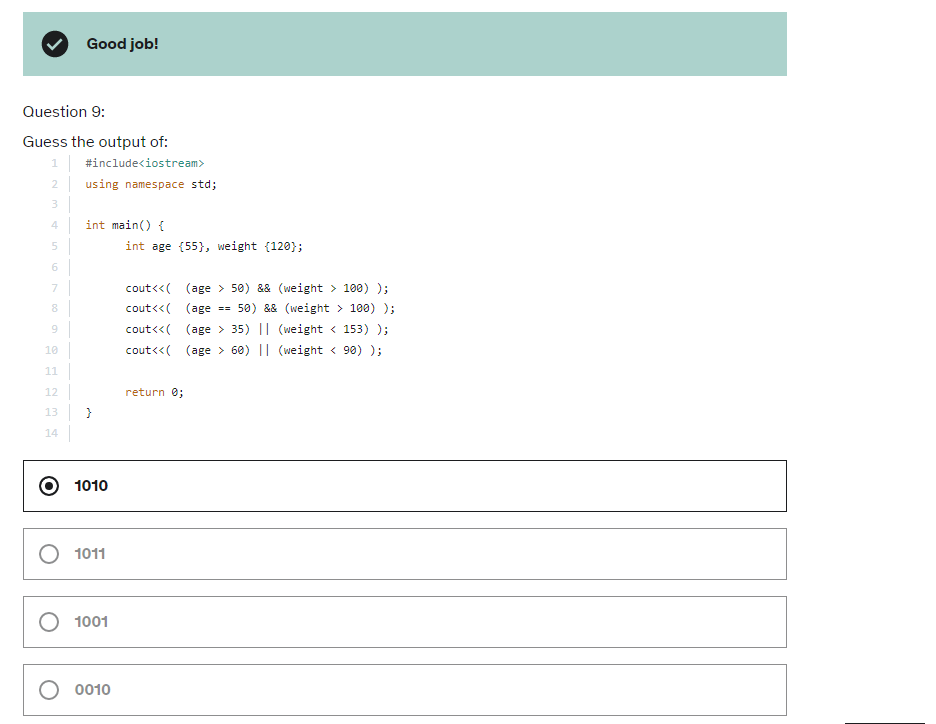 Good job!
Question 9:
Guess the output of:
1 #include<iostream>
2 using namespace std;
3
4 int main() {
5 int age {55}, weight {120};
6
7 cout<<( (age > 50) && (weight > 100) );
8 cout<<( (age == 50) && (weight > 100) );
9 cout<<( (age > 35) || (weight < 153) );
10 cout<<( (age > 60) || (weight < 90) );
11
12 return 0;
13 }
14
1010
1011
1001
0010